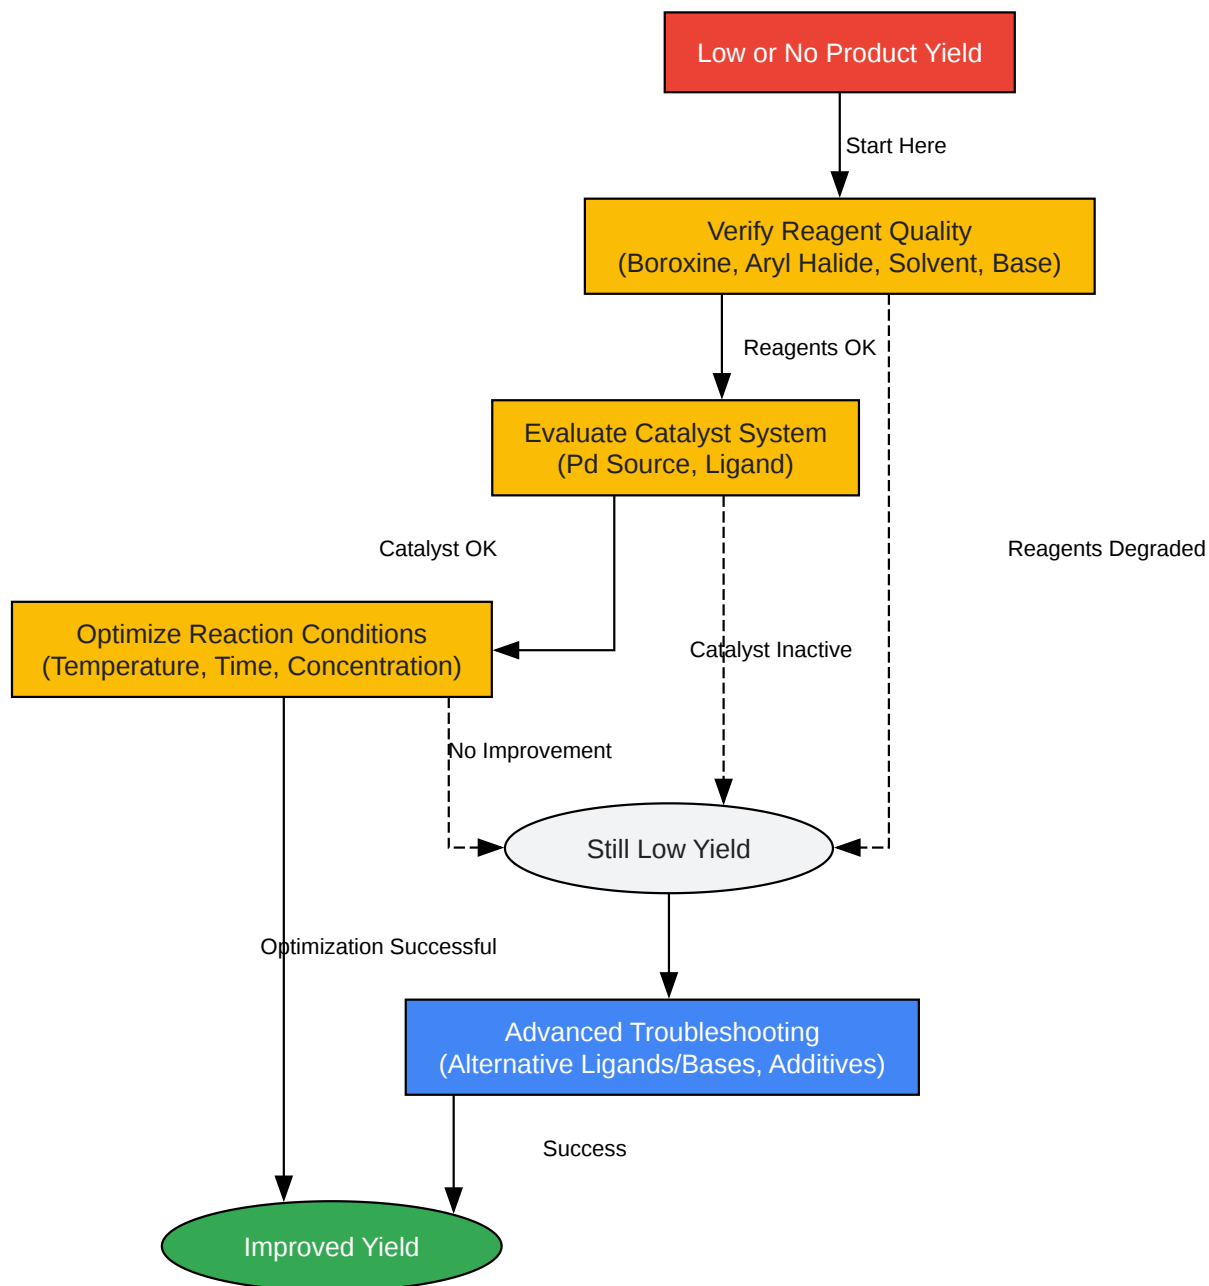 Low or No Product Yield
Start Here
Verify Reagent Quality
(Boroxine, Aryl Halide, Solvent, Base)
Reagents OK
Evaluate Catalyst System
(Pd Source, Ligand)
Catalyst OK
Reagents Degraded
Optimize Reaction Conditions
(Temperature, Time, Concentration)
Catalyst Inactive
No Improvement
Still Low Yield
Optimization Successful
Advanced Troubleshooting
(Alternative Ligands/Bases, Additives)
Success
Improved Yield